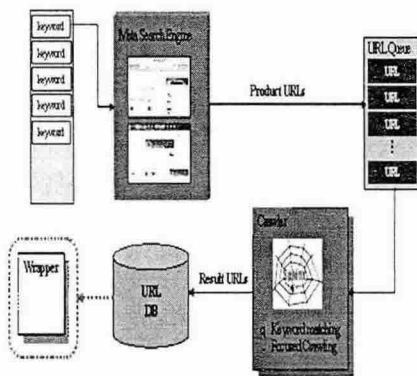 keyword
keyword
keyword
keyword
keyword
Meta Search Engine
Product URLs
URL Queue
URL
URL
URL
URL
Crawler
q Keyword matching
Focused Crawling
Result URLs
URL
DB
Wrapper